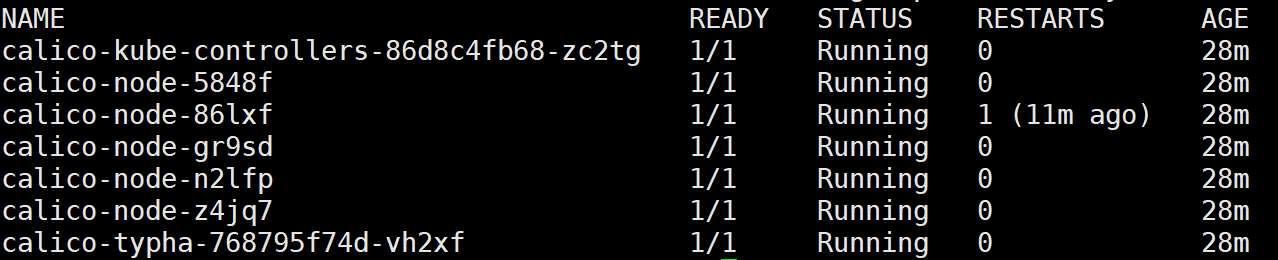 NAME READY STATUS RESTARTS AGE
calico-kube-controllers-86d8c4fb68-zc2tg 1/1 Running 0 28m
calico-node-5848f 1/1 Running 0 28m
calico-node-86lxf 1/1 Running 1 (11m ago) 28m
calico-node-gr9sd 1/1 Running 0 28m
calico-node-n2lfp 1/1 Running 0 28m
calico-node-z4jq7 1/1 Running 0 28m
calico-typha-768795f74d-vh2xf 1/1 Running 0 28m